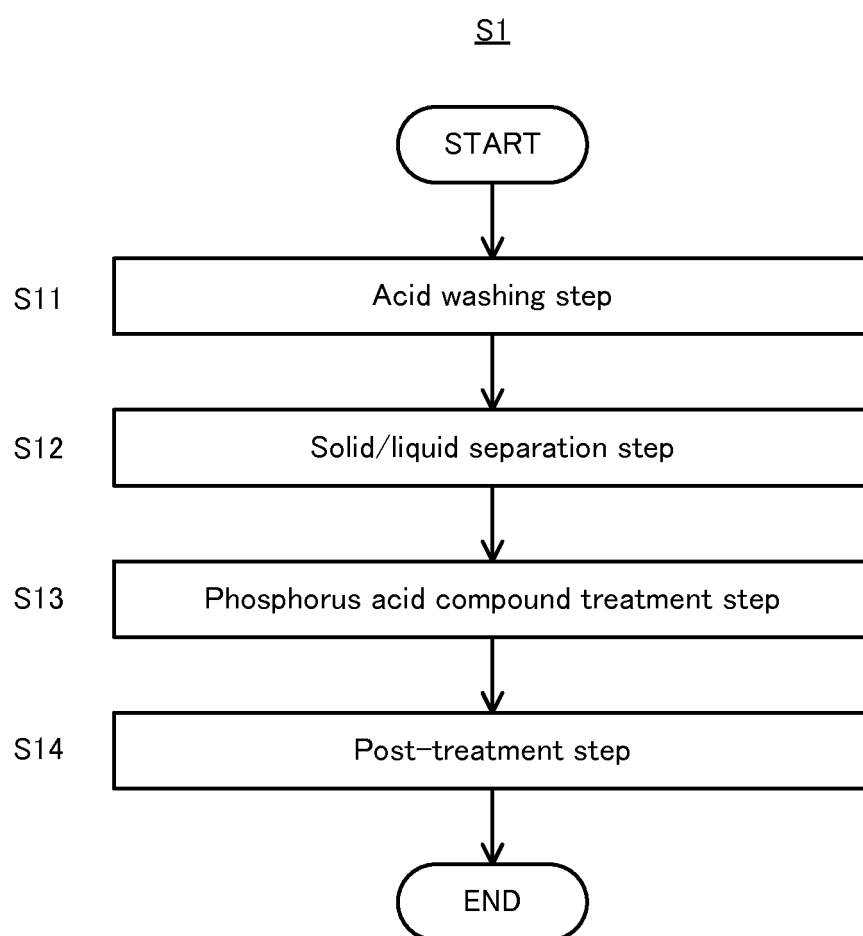 S1
START
S11 Acid washing step
S12 Solid/liquid separation step
S13 Phosphorus acid compound treatment step
S14 Post-treatment step
END